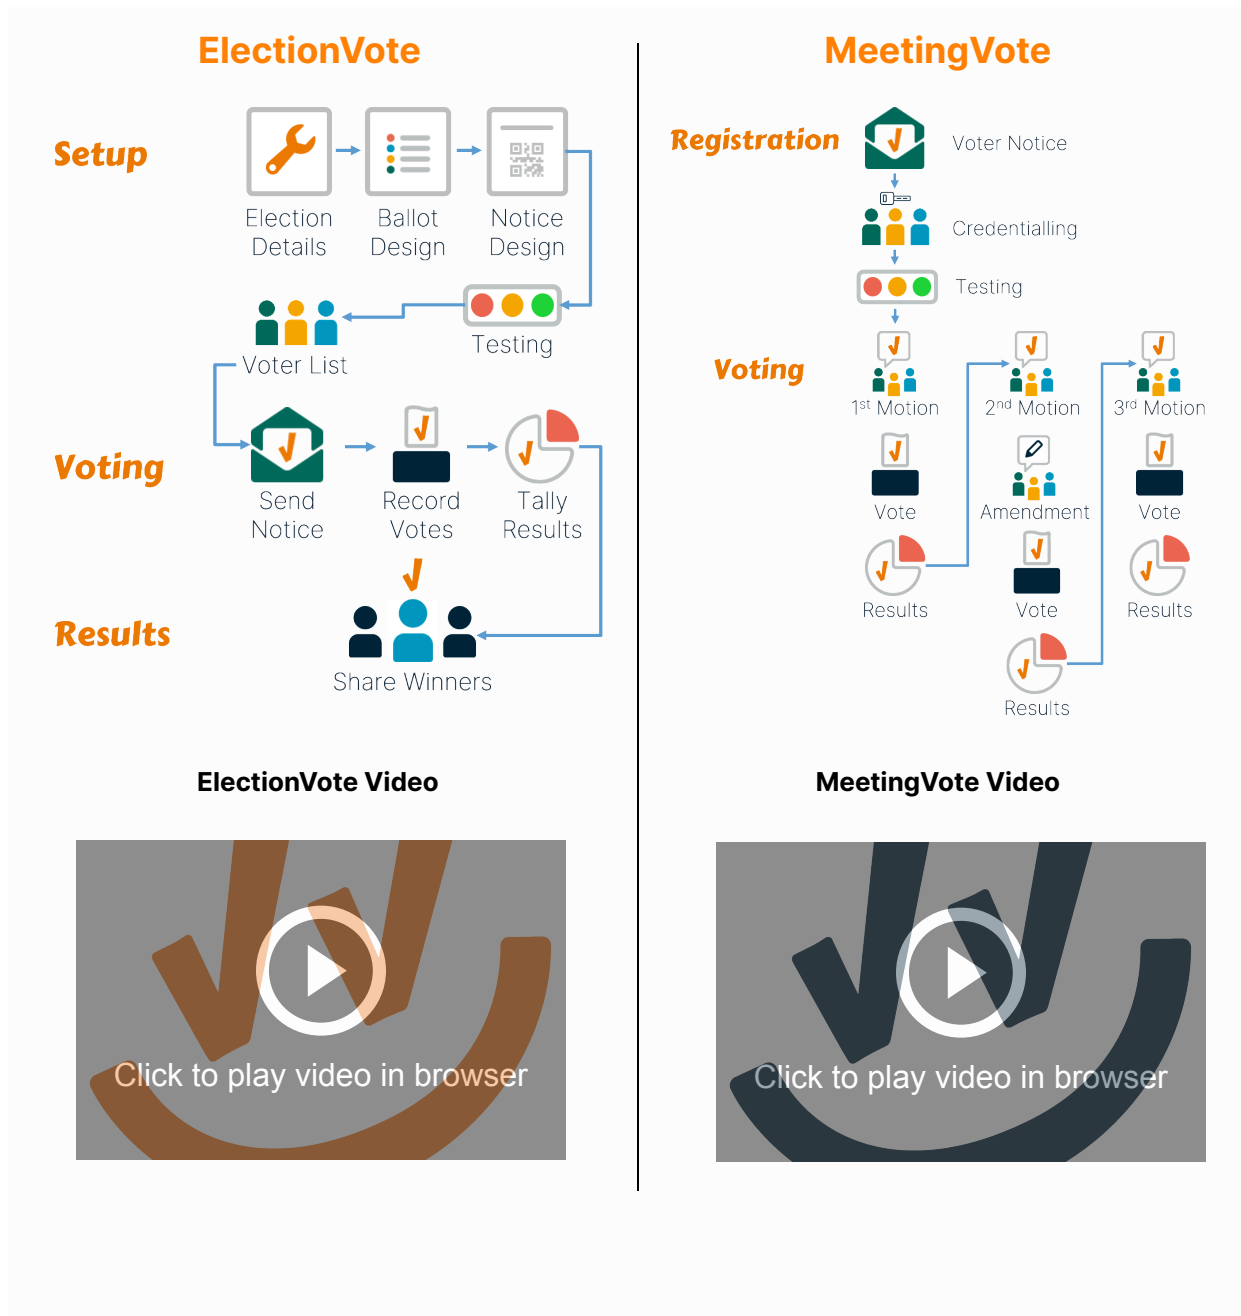 ElectionVote
Setup
Election
Details
Ballot
Design
Notice
Design
Testing
Voter List
Voting
Send
Notice
Record
Votes
Tally
Results
Results
Share Winners
ElectionVote Video
Click to play video in browser
MeetingVote
Registration
Voter Notice
Credentialling
Testing
Voting
1st Motion
2nd Motion
3rd Motion
Vote
Amendment
Vote
Results
Vote
Results
Results
MeetingVote Video
Click to play video in browser